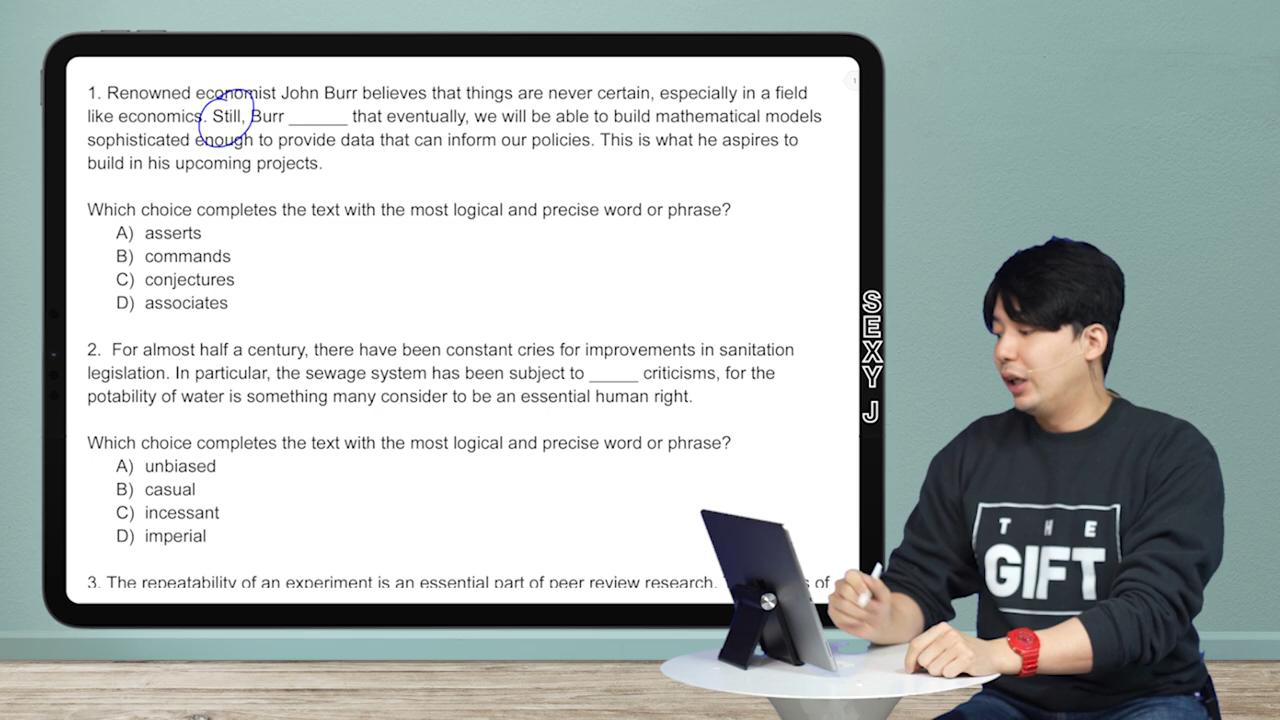 1. Renowned economist John Burr believes that things are never certain, especially in a field
like economics. Still, Burr ______ that eventually, we will be able to build mathematical models
sophisticated enough to provide data that can inform our policies. This is what he aspires to
build in his upcoming projects.
Which choice completes the text with the most logical and precise word or phrase?
A) asserts
B) commands
C) conjectures
D) associates
2. For almost half a century, there have been constant cries for improvements in sanitation
legislation. In particular, the sewage system has been subject to _____ criticisms, for the
potability of water is something many consider to be an essential human right.
Which choice completes the text with the most logical and precise word or phrase?
A) unbiased
B) casual
C) incessant
D) imperial
3. The repeatability of an experiment is an essential part of peer review research. s of
SEXY J
THE
GIFT